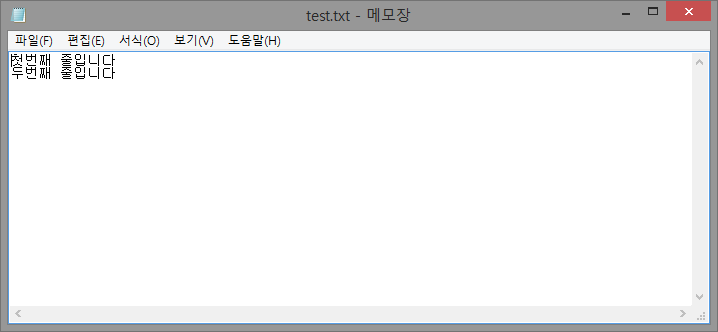 test.txt - 메모장
파일(F) 편집(E) 서식(O) 보기(V) 도움말(H)
첫번째 줄입니다
두번째 줄입니다